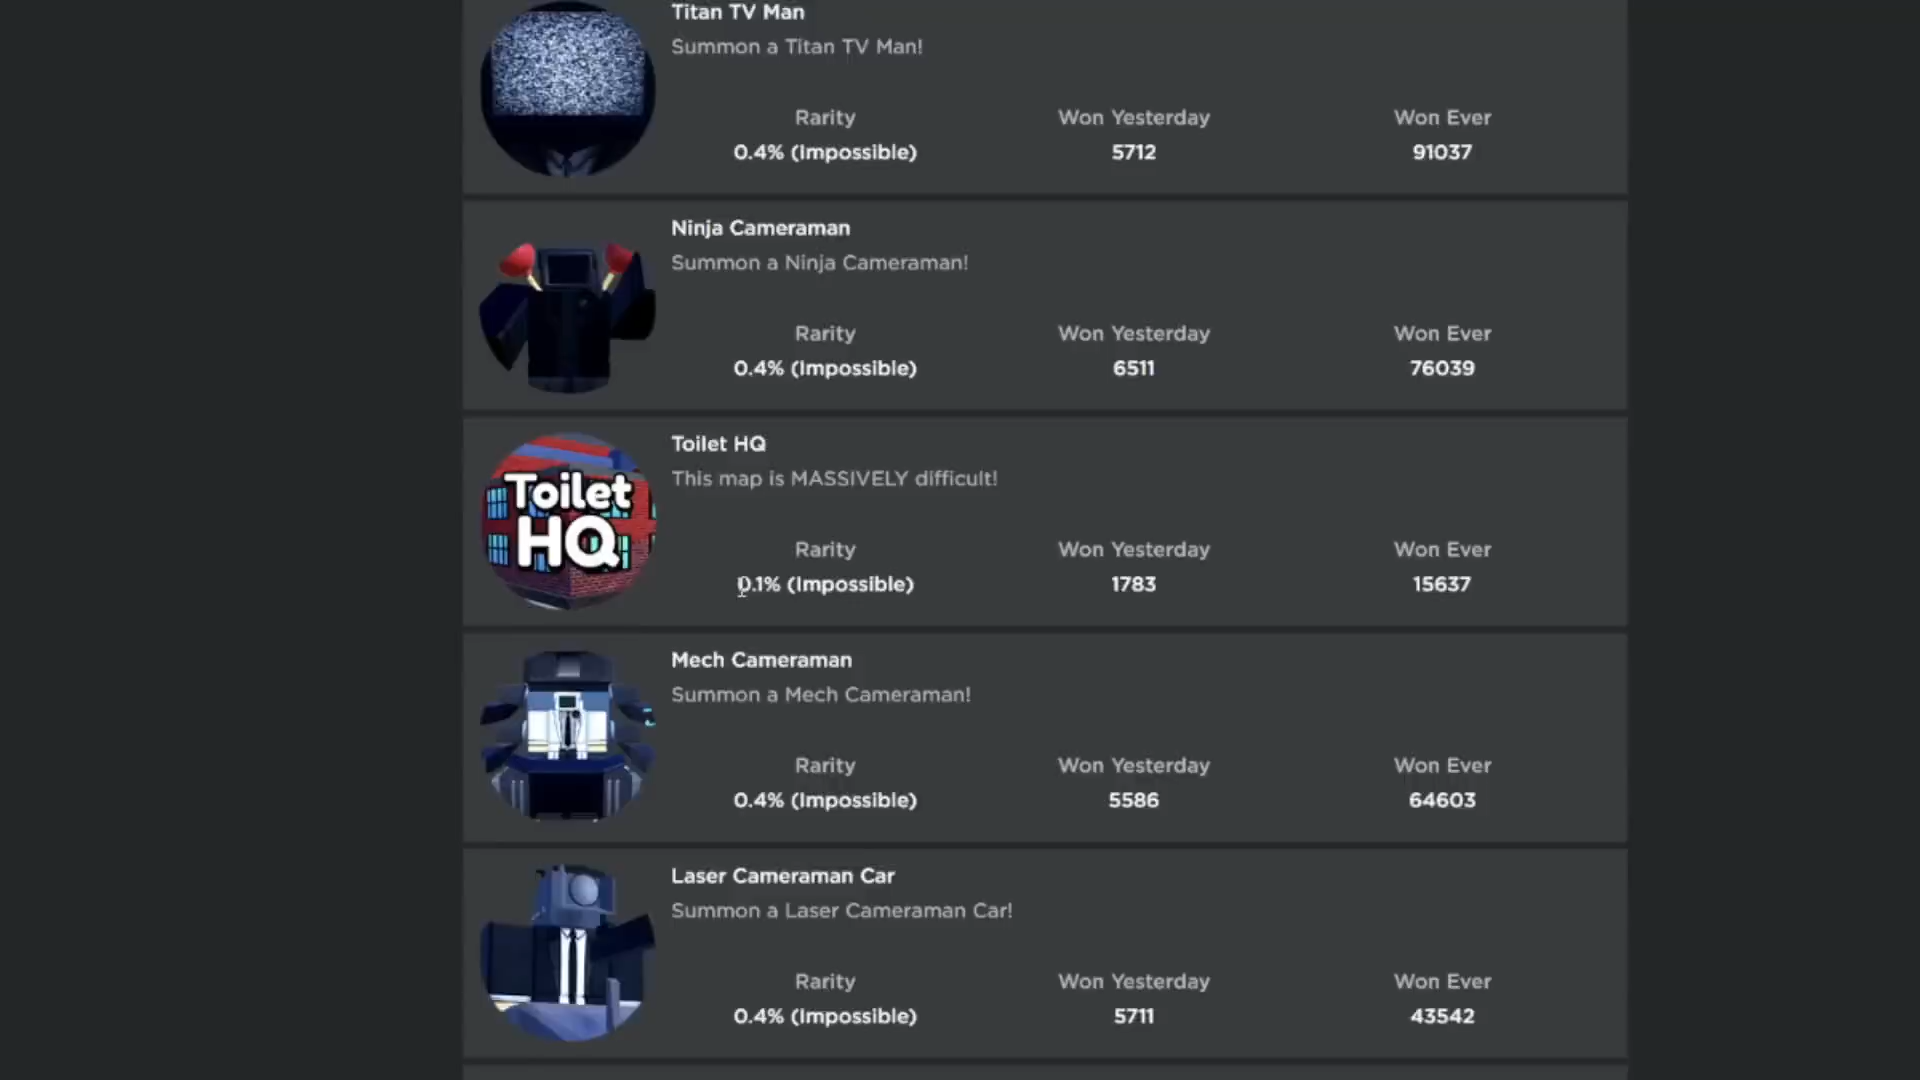 Titan TV Man
Summon a Titan TV Man!
Rarity Won Yesterday Won Ever
0.4% (Impossible) 5712 91037
Ninja Cameraman
Summon a Ninja Cameraman!
Rarity Won Yesterday Won Ever
0.4% (Impossible) 6511 76039
Toilet HQ
This map is MASSIVELY difficult!
Toilet
HQ
Rarity Won Yesterday Won Ever
0.1% (Impossible) 1783 15637
Mech Cameraman
Summon a Mech Cameraman!
Rarity Won Yesterday Won Ever
0.4% (Impossible) 5586 64603
Laser Cameraman Car
Summon a Laser Cameraman Car!
Rarity Won Yesterday Won Ever
0.4% (Impossible) 5711 43542